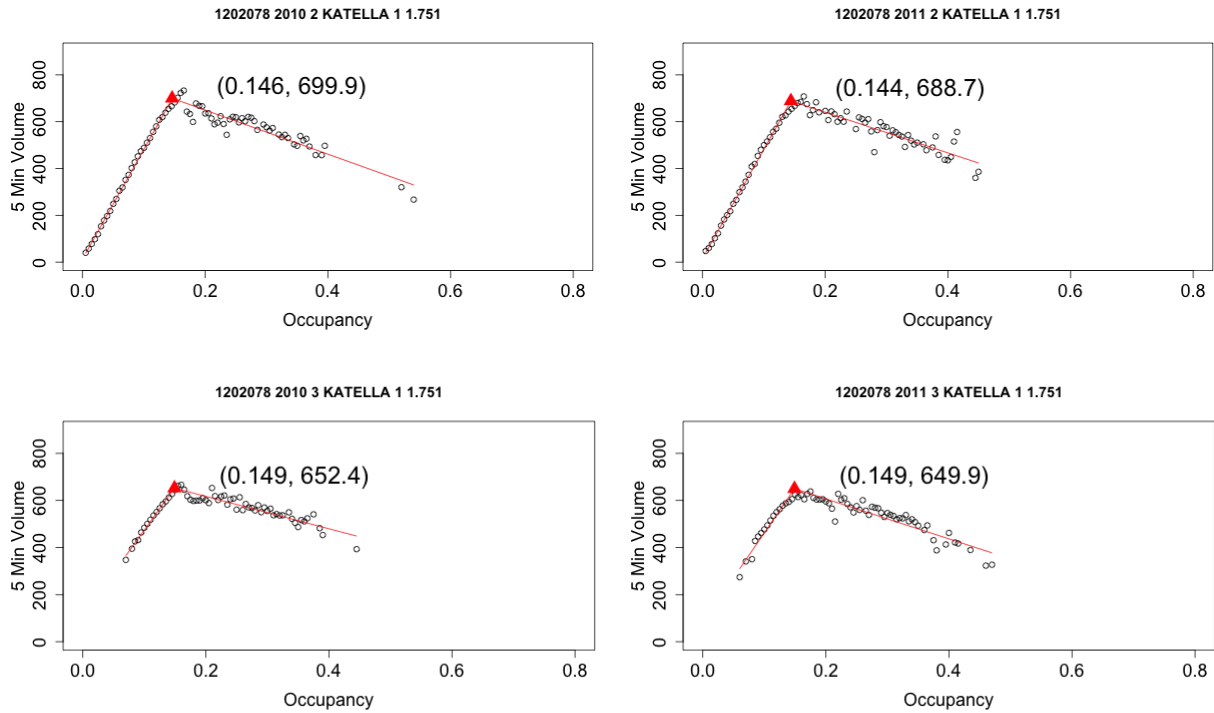 1202078 2010 2 KATELLA 1 1.751
(0.146, 699.9)
5 Min Volume
0 200 400 600 800
0.0 0.2 0.4 0.6 0.8
Occupancy
1202078 2011 2 KATELLA 1 1.751
(0.144, 688.7)
5 Min Volume
0 200 400 600 800
0.0 0.2 0.4 0.6 0.8
Occupancy
1202078 2010 3 KATELLA 1 1.751
(0.149, 652.4)
5 Min Volume
0 200 400 600 800
0.0 0.2 0.4 0.6 0.8
Occupancy
1202078 2011 3 KATELLA 1 1.751
(0.149, 649.9)
5 Min Volume
0 200 400 600 800
0.0 0.2 0.4 0.6 0.8
Occupancy